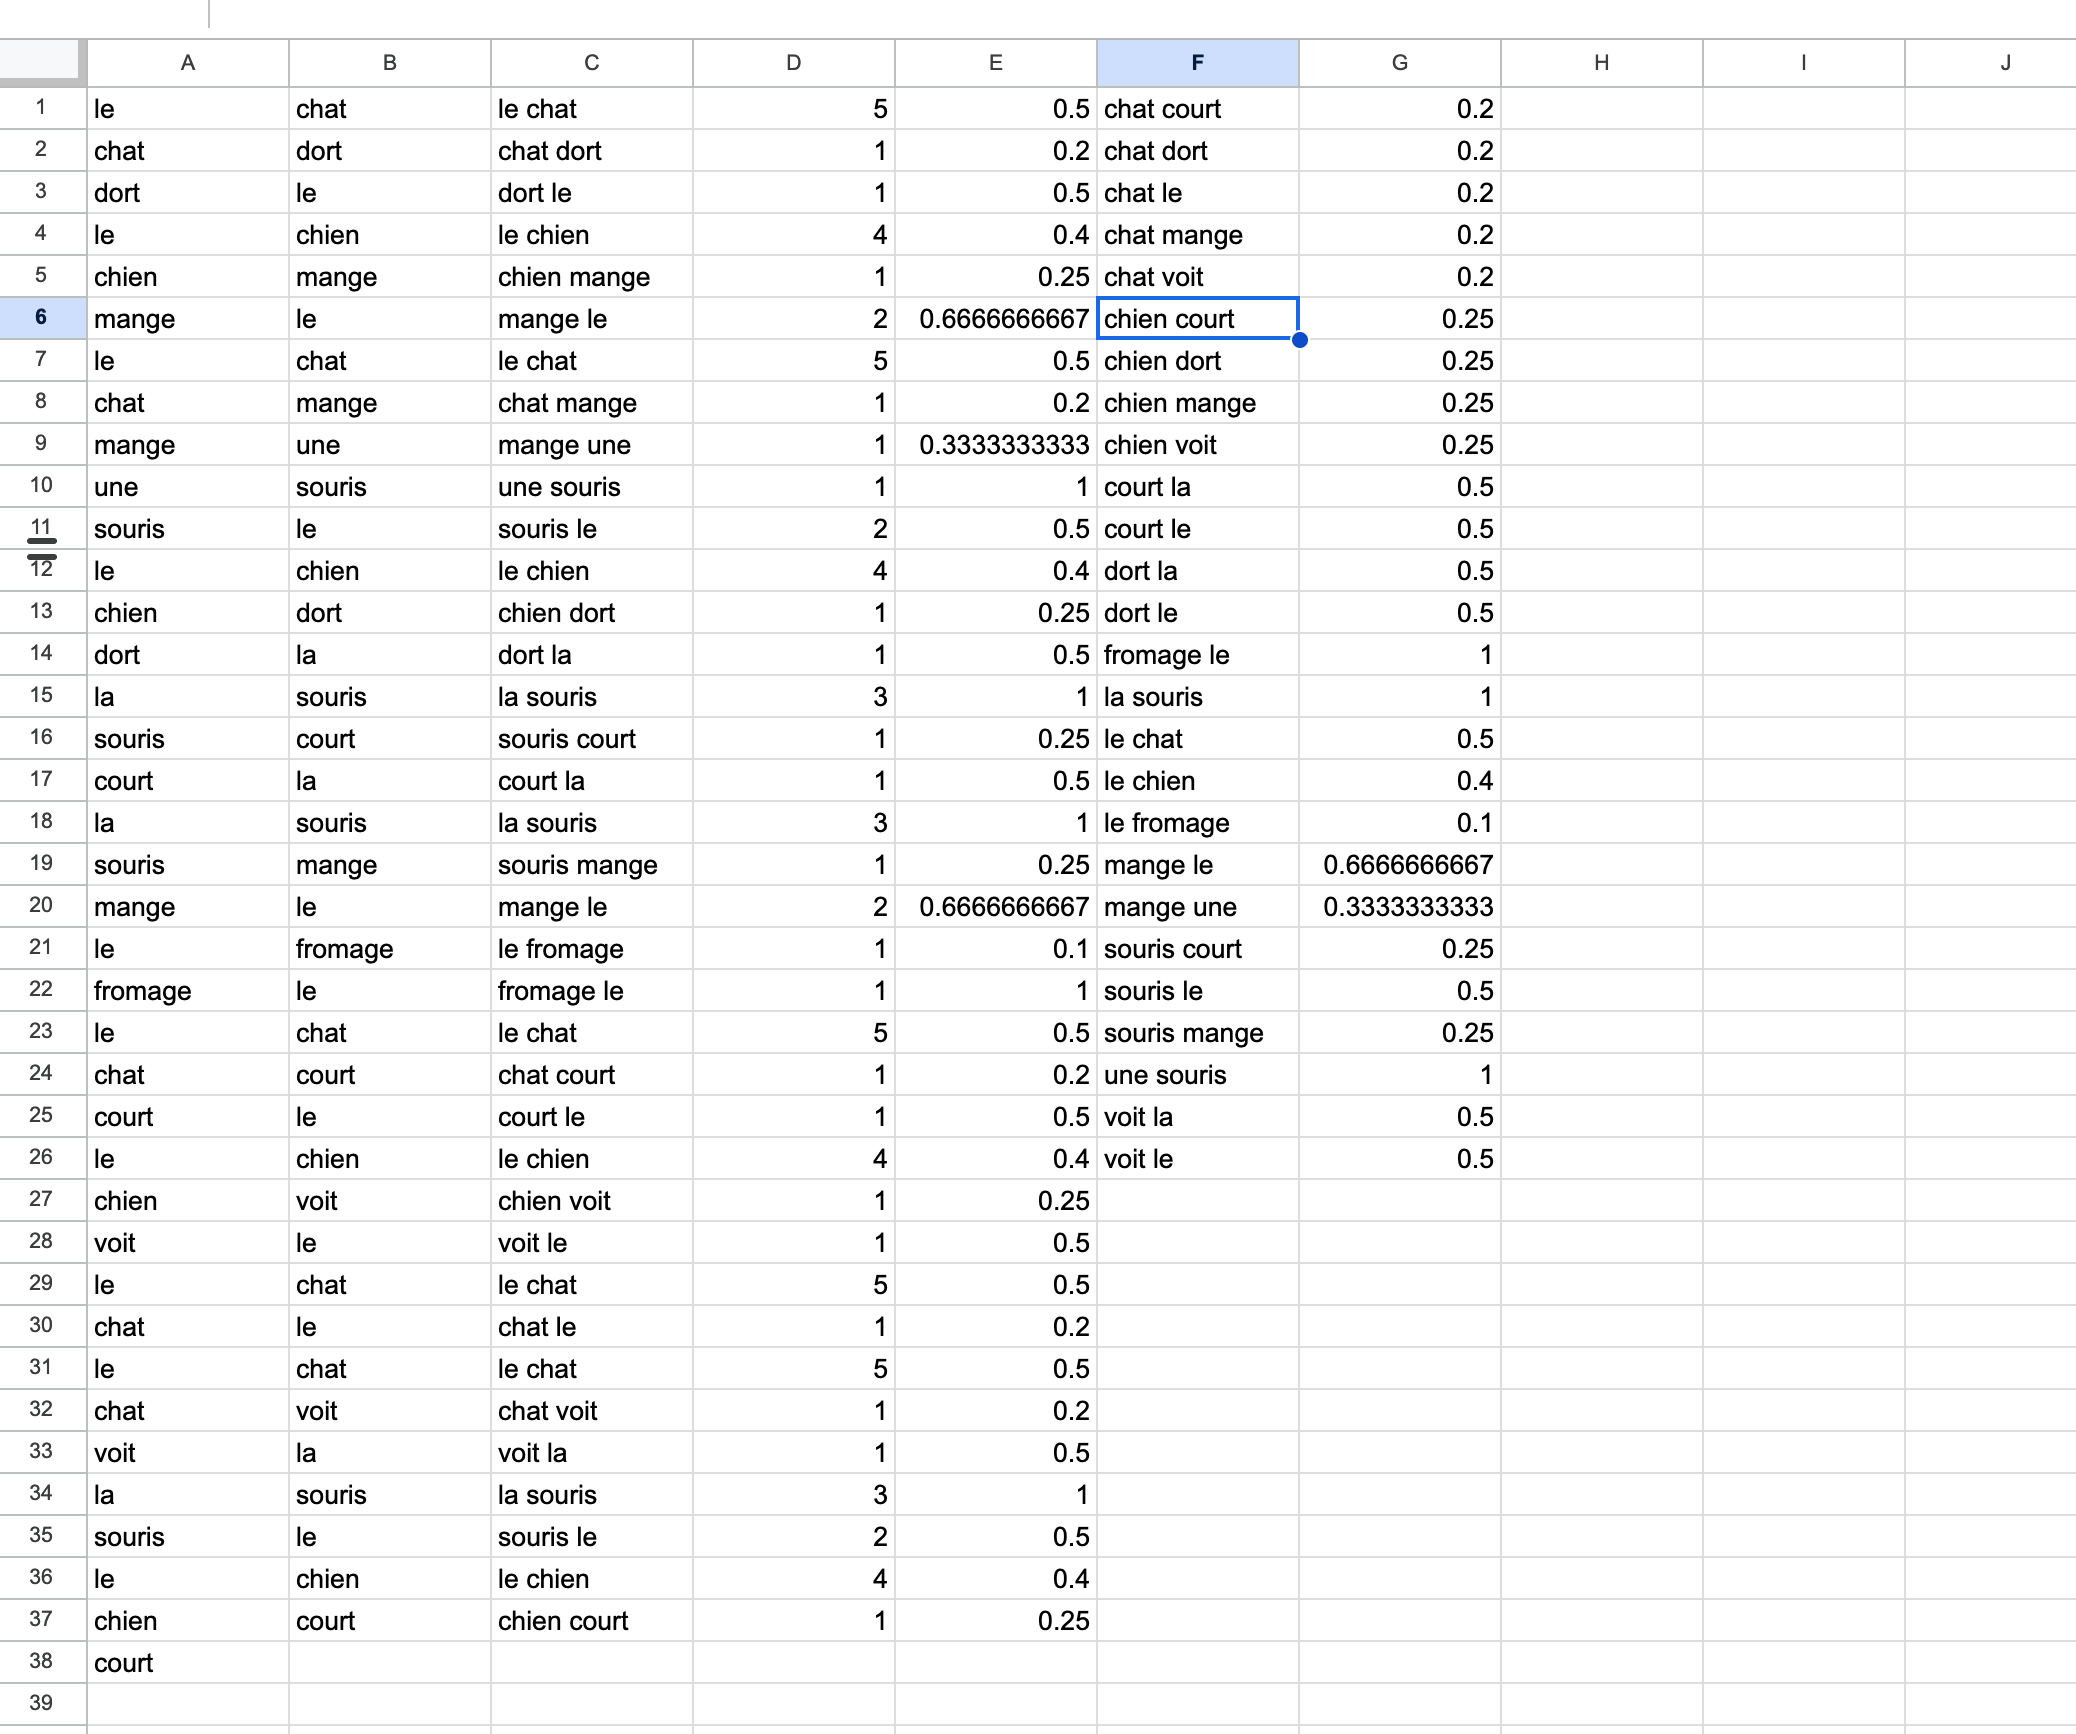 A B C D E F G H I J
1 le chat le chat 5 0.5 chat court 0.2
2 chat dort chat dort 1 0.2 chat dort 0.2
3 dort le dort le 1 0.5 chat le 0.2
4 le chien le chien 4 0.4 chat mange 0.2
5 chien mange chien mange 1 0.25 chat voit 0.2
6 mange le mange le 2 0.6666666667 chien court 0.25
7 le chat le chat 5 0.5 chien dort 0.25
8 chat mange chat mange 1 0.2 chien mange 0.25
9 mange une mange une 1 0.3333333333 chien voit 0.25
10 une souris une souris 1 1 court la 0.5
11 souris le souris le 2 0.5 court le 0.5
12 le chien le chien 4 0.4 dort la 0.5
13 chien dort chien dort 1 0.25 dort le 0.5
14 dort la dort la 1 0.5 fromage le 1
15 la souris la souris 3 1 la souris 1
16 souris court souris court 1 0.25 le chat 0.5
17 court la court la 1 0.5 le chien 0.4
18 la souris la souris 3 1 le fromage 0.1
19 souris mange souris mange 1 0.25 mange le 0.6666666667
20 mange le mange le 2 0.6666666667 mange une 0.3333333333
21 le fromage le fromage 1 0.1 souris court 0.25
22 fromage le fromage le 1 1 souris le 0.5
23 le chat le chat 5 0.5 souris mange 0.25
24 chat court chat court 1 0.2 une souris 1
25 court le court le 1 0.5 voit la 0.5
26 le chien le chien 4 0.4 voit le 0.5
27 chien voit chien voit 1 0.25
28 voit le voit le 1 0.5
29 le chat le chat 5 0.5
30 chat le chat le 1 0.2
31 le chat le chat 5 0.5
32 chat voit chat voit 1 0.2
33 voit la voit la 1 0.5
34 la souris la souris 3 1
35 souris le souris le 2 0.5
36 le chien le chien 4 0.4
37 chien court chien court 1 0.25
38 court
39